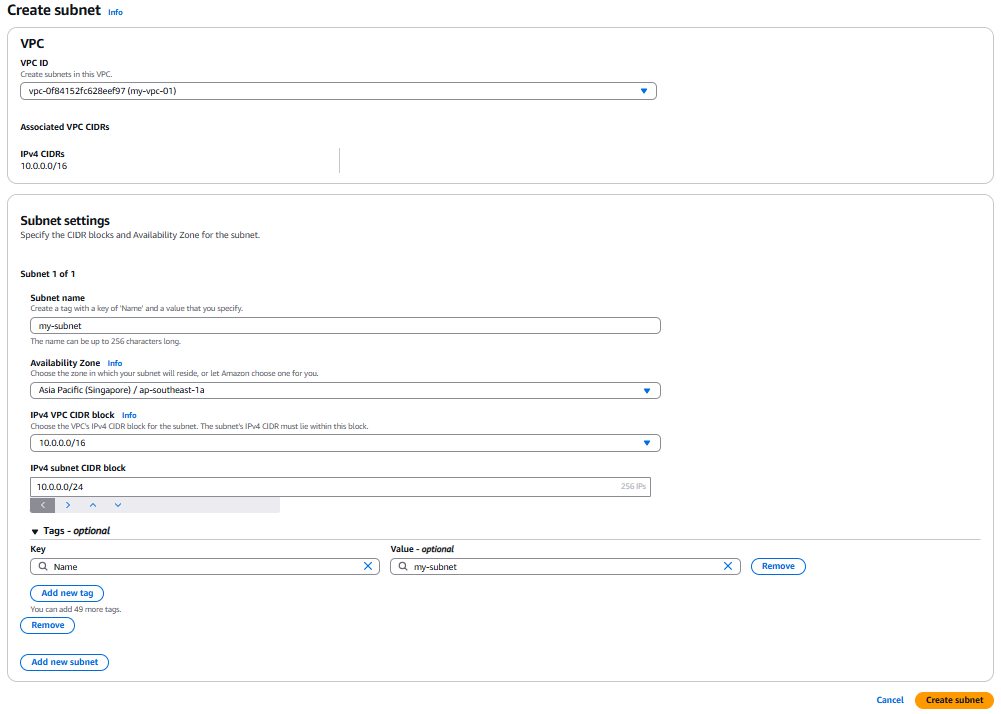 Create subnet Info
VPC
VPC ID
Create subnets in this VPC.
vpc-0f84152fc628eef97 (my-vpc-01)
Associated VPC CIDRs
IPv4 CIDRs
10.0.0.0/16
Subnet settings
Specify the CIDR blocks and Availability Zone for the subnet.
Subnet 1 of 1
Subnet name
Create a tag with a key of 'Name' and a value that you specify.
my-subnet
The name can be up to 256 characters long.
Availability Zone Info
Choose the zone in which your subnet will reside, or let Amazon choose one for you.
Asia Pacific (Singapore) / ap-southeast-1a
IPv4 VPC CIDR block Info
Choose the VPC's IPv4 CIDR block for the subnet. The subnet's IPv4 CIDR must lie within this block.
10.0.0.0/16
IPv4 subnet CIDR block
10.0.0.0/24 256 IPs
Tags - optional
Key Value - optional
Name my-subnet Remove
Add new tag
You can add 49 more tags.
Remove
Add new subnet
Cancel Create subnet